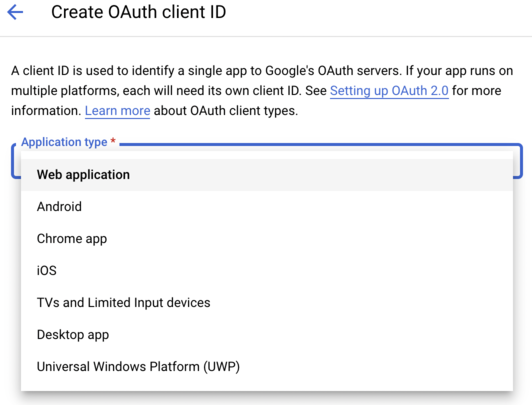 Create OAuth client ID
A client ID is used to identify a single app to Google's OAuth servers. If your app runs on
multiple platforms, each will need its own client ID. See Setting up OAuth 2.0 for more
information. Learn more about OAuth client types.
Application type *
Web application
Android
Chrome app
iOS
TVs and Limited Input devices
Desktop app
Universal Windows Platform (UWP)